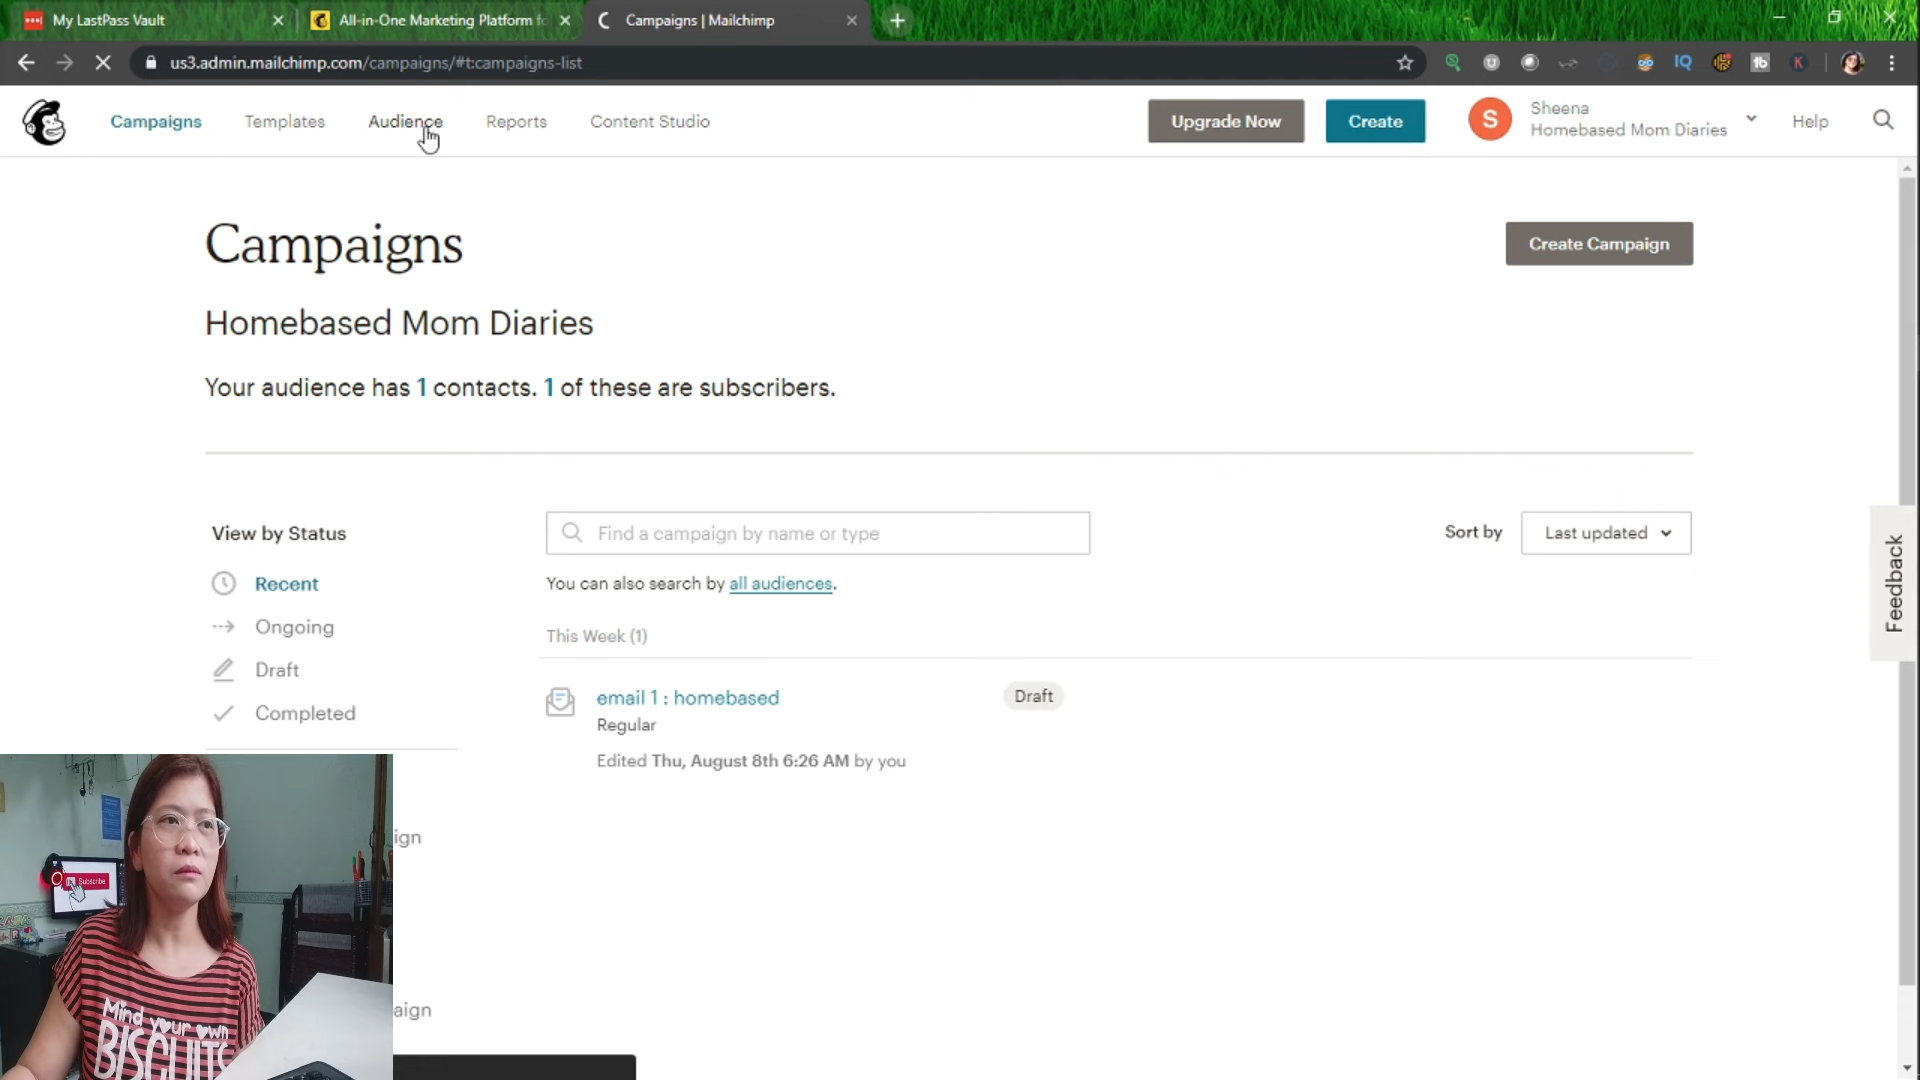 My LastPass Vault
All-in-One Marketing Platform fo
Campaigns | Mailchimp
us3.admin.mailchimp.com/campaigns/#t:campaigns-list
IQ
tb
K
Campaigns
Templates
Audience
Reports
Content Studio
Upgrade Now
Create
S
Sheena
Homebased Mom Diaries
Help
Campaigns
Create Campaign
Homebased Mom Diaries
Your audience has 1 contacts. 1 of these are subscribers.
View by Status
Find a campaign by name or type
Sort by
Last updated
Recent
You can also search by all audiences.
Ongoing
This Week (1)
Draft
email 1 : homebased
Draft
Regular
Completed
Edited Thu, August 8th 6:26 AM by you
Feedback
ign
aign
Subscribe
Mind your own
BISCUITS